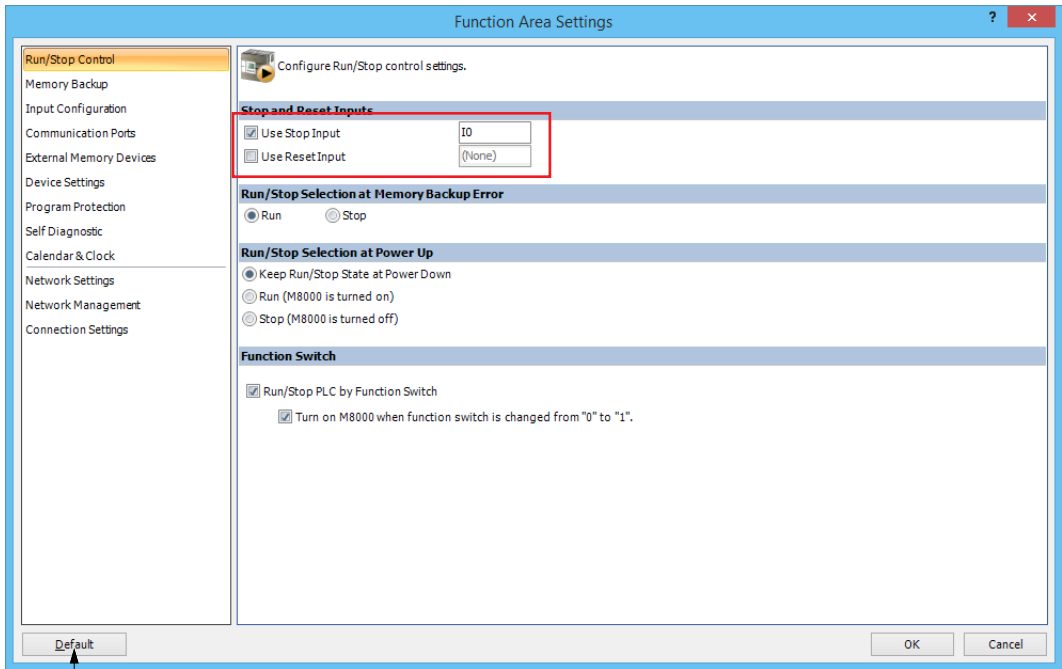 Function Area Settings
?
Run/Stop Control
Memory Backup
Input Configuration
Communication Ports
External Memory Devices
Device Settings
Program Protection
Self Diagnostic
Calendar & Clock
Network Settings
Network Management
Connection Settings
Configure Run/Stop control settings.
Stop and Reset Inputs
Use Stop Input I0
Use Reset Input (None)
Run/Stop Selection at Memory Backup Error
Run Stop
Run/Stop Selection at Power Up
Keep Run/Stop State at Power Down
Run (M8000 is turned on)
Stop (M8000 is turned off)
Function Switch
Run/Stop PLC by Function Switch
Turn on M8000 when function switch is changed from "0" to "1".
Default OK Cancel